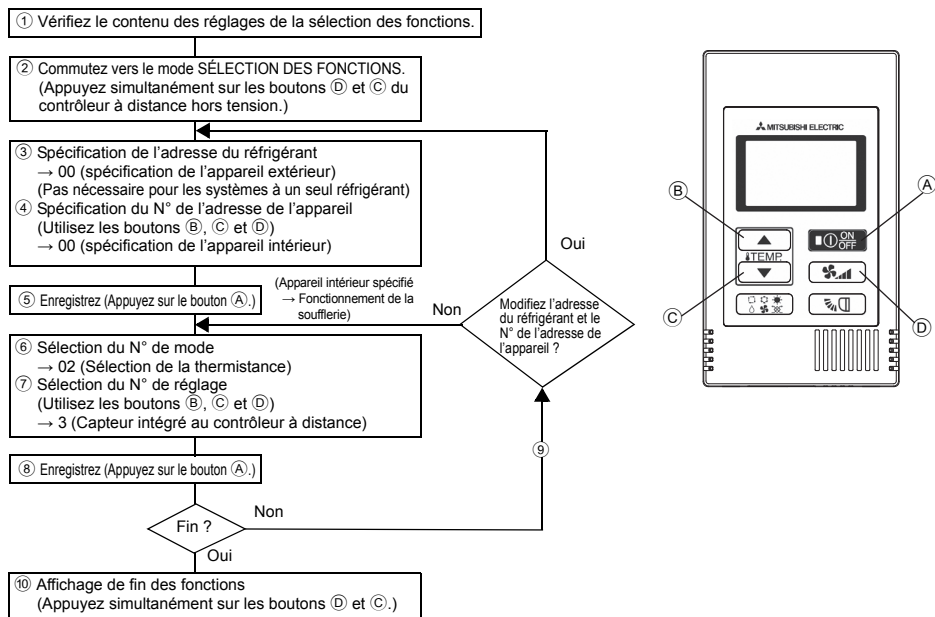 ① Vérifiez le contenu des réglages de la sélection des fonctions.
② Commutez vers le mode SÉLECTION DES FONCTIONS.
(Appuyez simultanément sur les boutons Ⓓ et Ⓒ du
contrôleur à distance hors tension.)
③ Spécification de l’adresse du réfrigérant
→ 00 (spécification de l’appareil extérieur)
(Pas nécessaire pour les systèmes à un seul réfrigérant)
④ Spécification du N° de l’adresse de l’appareil
(Utilisez les boutons Ⓑ, Ⓒ et Ⓓ)
→ 00 (spécification de l’appareil intérieur)
⑤ Enregistrez (Appuyez sur le bouton Ⓐ.)
(Appareil intérieur spécifié
→ Fonctionnement de la
soufflerie)
Non
Oui
Modifiez l’adresse
du réfrigérant et le
N° de l’adresse de
l’appareil ?
⑥ Sélection du N° de mode
→ 02 (Sélection de la thermistance)
⑦ Sélection du N° de réglage
(Utilisez les boutons Ⓑ, Ⓒ et Ⓓ)
→ 3 (Capteur intégré au contrôleur à distance)
⑧ Enregistrez (Appuyez sur le bouton Ⓐ.)
⑨
Fin ?
Non
Oui
⑩ Affichage de fin des fonctions
(Appuyez simultanément sur les boutons Ⓓ et Ⓒ.)
MITSUBISHI ELECTRIC
Ⓑ
Ⓐ
ON
OFF
TEMP.
Ⓒ
Ⓓ